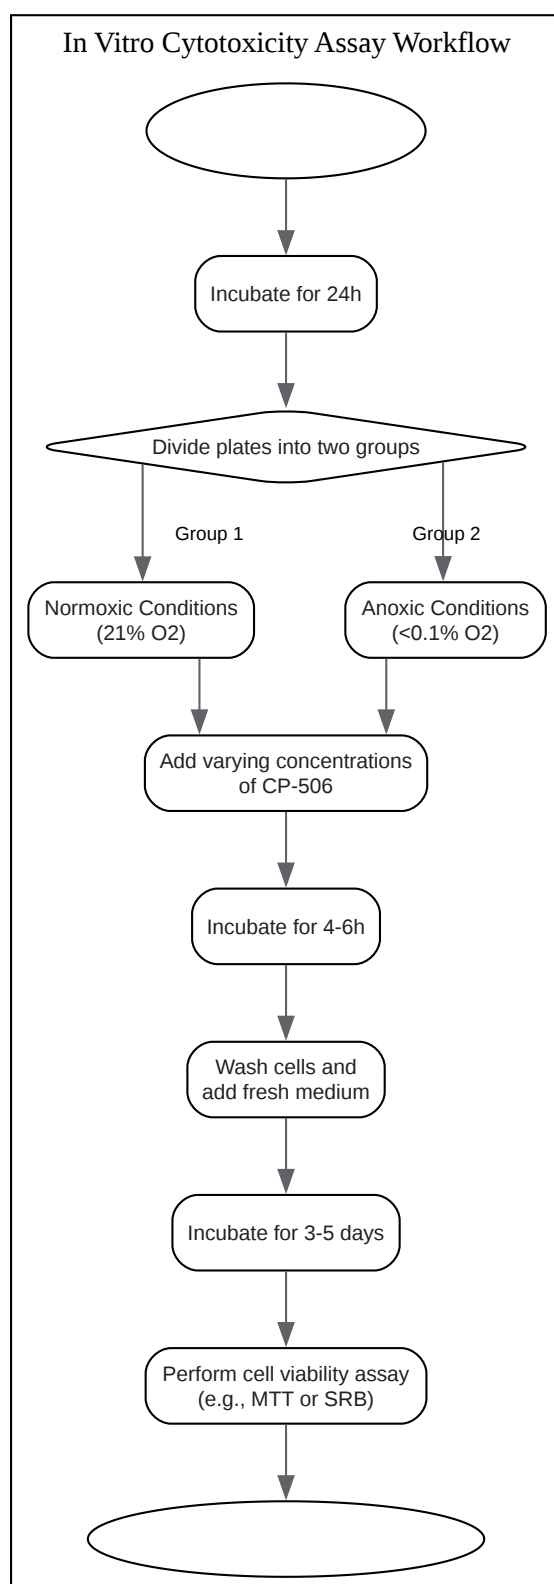 In Vitro Cytotoxicity Assay Workflow
Incubate for 24h
Divide plates into two groups
Group 1
Group 2
Normoxic Conditions
(21% O2)
Anoxic Conditions
(<0.1% O2)
Add varying concentrations
of CP-506
Incubate for 4-6h
Wash cells and
add fresh medium
Incubate for 3-5 days
Perform cell viability assay
(e.g., MTT or SRB)